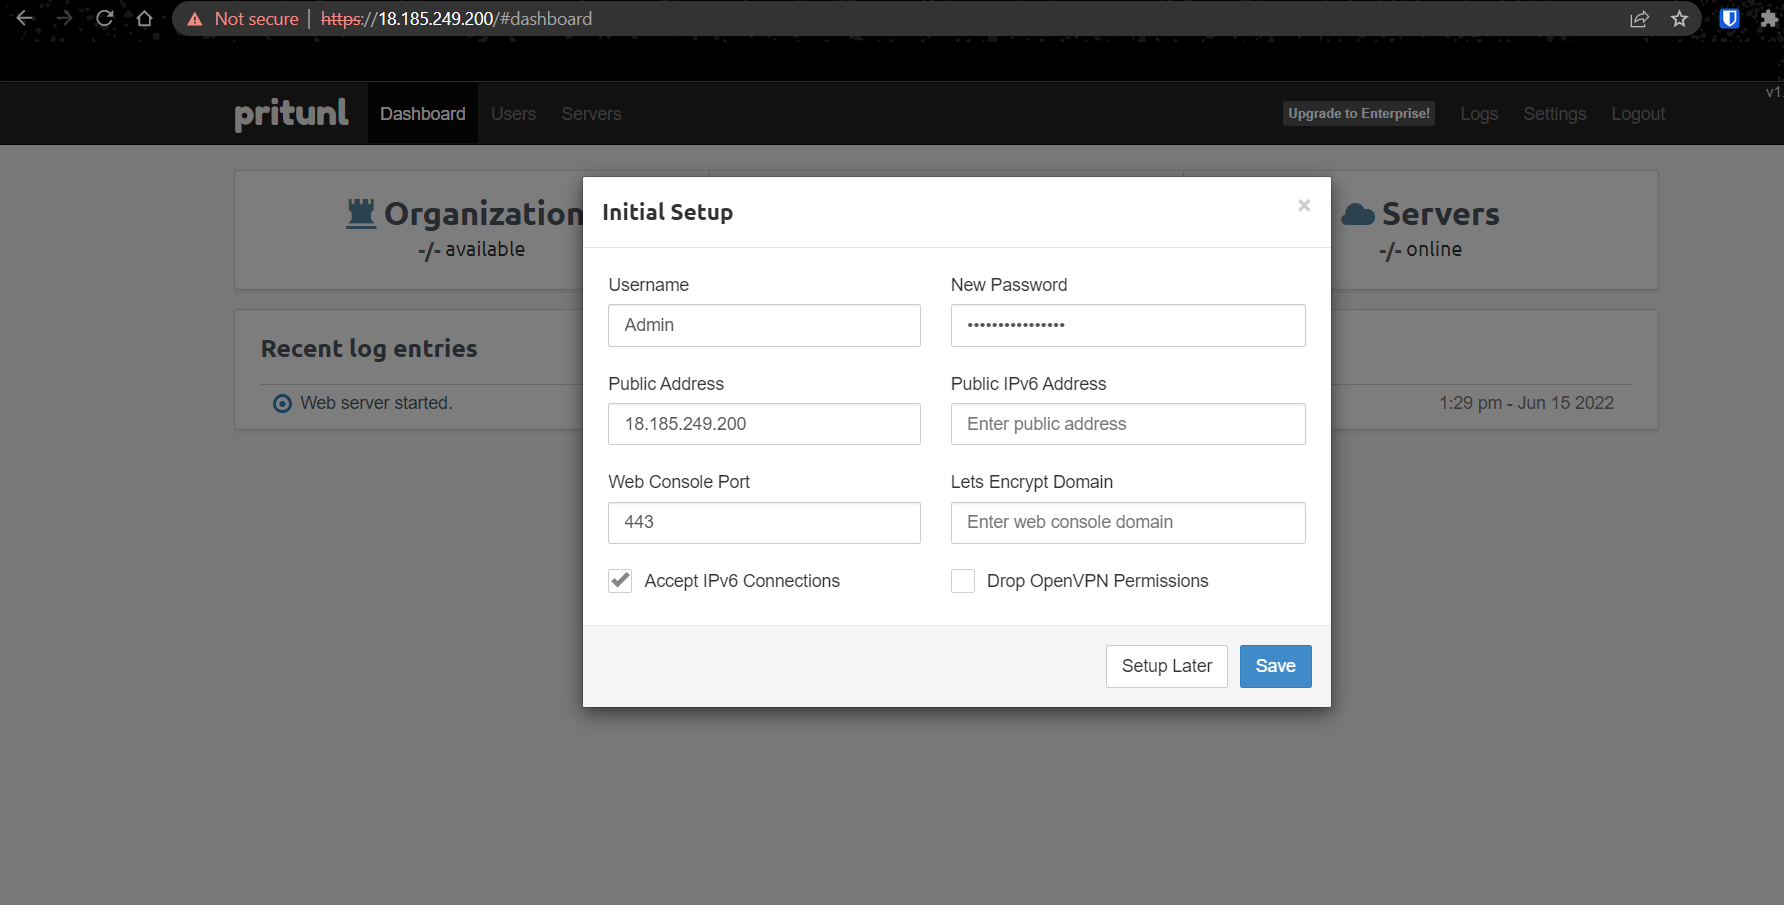 Not secure | https://18.185.249.200/#dashboard
v1.
pritunl Dashboard Users Servers Upgrade to Enterprise! Logs Settings Logout
Organization
-/- available
Servers
-/- online
Recent log entries
Web server started.
1:29 pm - Jun 15 2022
Initial Setup
×
Username
New Password
Admin
••••••••••••••••
Public Address
Public IPv6 Address
18.185.249.200
Enter public address
Web Console Port
Lets Encrypt Domain
443
Enter web console domain
Accept IPv6 Connections
Drop OpenVPN Permissions
Setup Later
Save